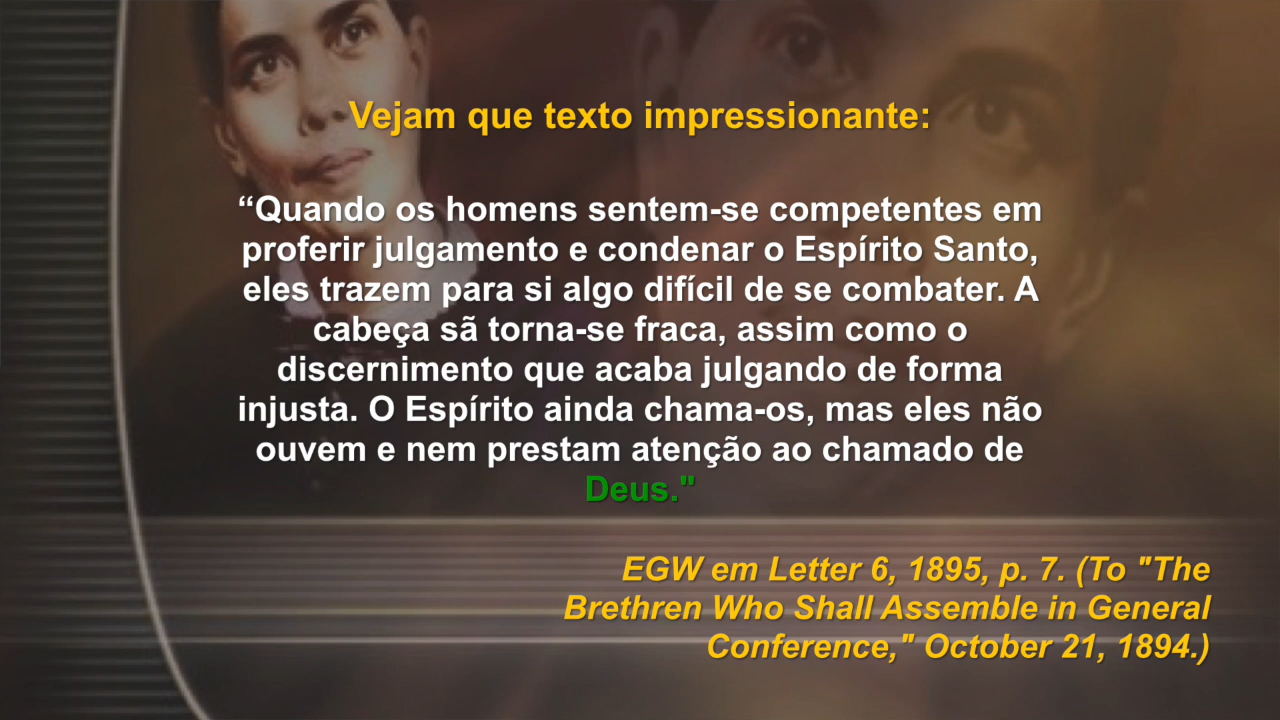 Vejam que texto impressionante:
“Quando os homens sentem-se competentes em
proferir julgamento e condenar o Espírito Santo,
eles trazem para si algo difícil de se combater. A
cabeça sã torna-se fraca, assim como o
discernimento que acaba julgando de forma
injusta. O Espírito ainda chama-os, mas eles não
ouvem e nem prestam atenção ao chamado de
Deus."
EGW em Letter 6, 1895, p. 7. (To "The
Brethren Who Shall Assemble in General
Conference," October 21, 1894.)